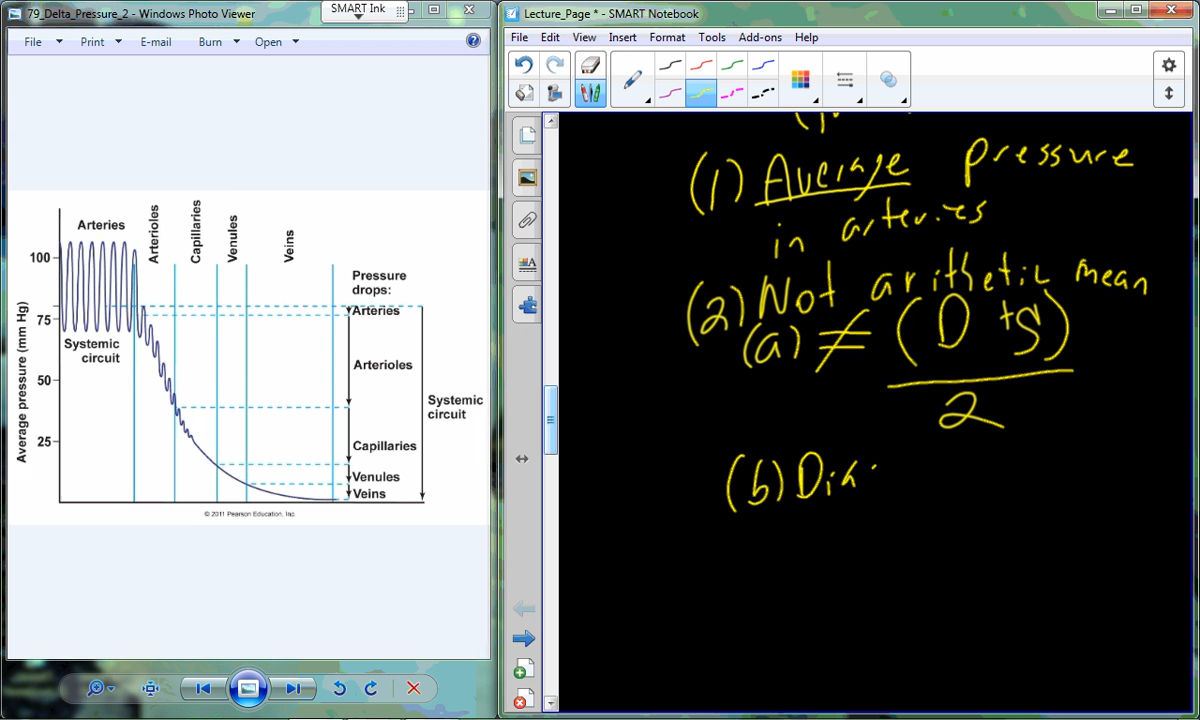 79_Delta_Pressure_2 - Windows Photo Viewer
SMART Ink
File Print E-mail Burn Open
Arteries
Arterioles
Capillaries
Venules
Veins
100
75
50
25
Average pressure (mm Hg)
Systemic
circuit
Pressure
drops:
Arteries
Arterioles
Capillaries
Venules
Veins
Systemic
circuit
© 2011 Pearson Education, Inc.
Lecture_Page * - SMART Notebook
File Edit View Insert Format Tools Add-ons Help
(1) Average pressure
in arteries
(2) Not arithetic mean
(a) ≠ (D + S)
2
(b) Dia